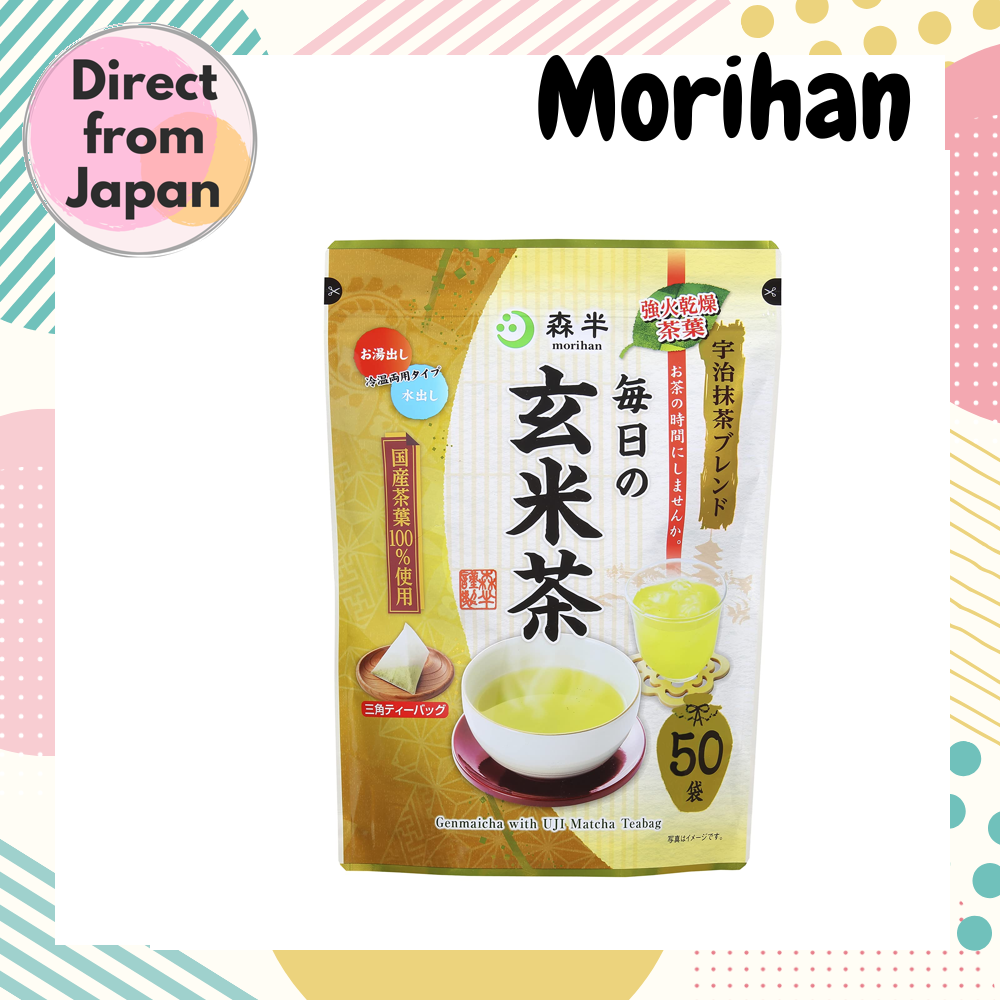 Direct
from
Japan
Morihan
森半
morihan
強火乾燥
茶葉
宇治抹茶ブレンド
お茶の時間にしませんか。
毎日の
玄米茶
お湯出し
冷温両用タイプ
水出し
国産茶葉100%使用
森半
謹製
三角ティーバッグ
50
袋
Genmaicha with UJI Matcha Teabag
写真はイメージです。